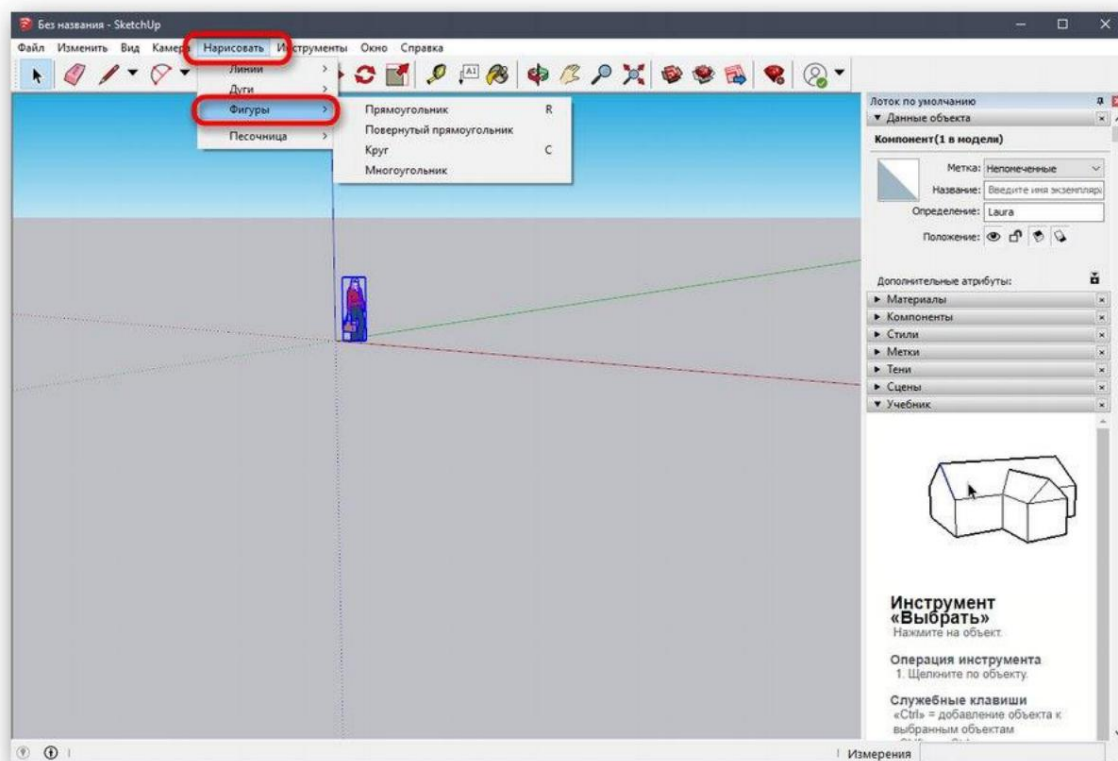 Без названия - SketchUp
Файл Изменить Вид Камера Нарисовать Инструменты Окно Справка
A1
Линии
Дуги
Фигуры
Песочница
Прямоугольник R
Повернутый прямоугольник
Круг C
Многоугольник
Лоток по умолчанию
Данные объекта
Компонент(1 в модели)
Метка: Непомеченные
Название: Введите имя экземпляр
Определение: Laura
Положение:
Дополнительные атрибуты:
Материалы
Компоненты
Стили
Метки
Тени
Сцены
Учебник
Инструмент
«Выбрать»
Нажмите на объект.
Операция инструмента
1. Щелкните по объекту.
Служебные клавиши
«Ctrl» = добавление объекта к
выбранным объектам
Измерения